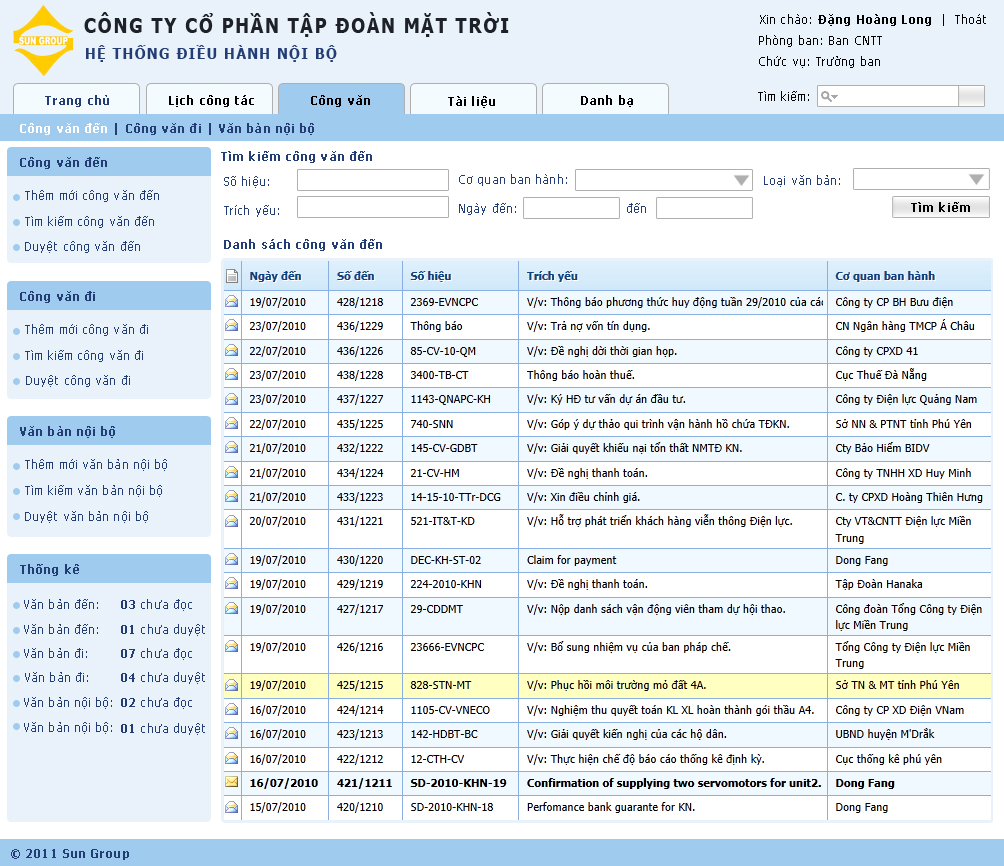 SUN GROUP
CÔNG TY CỔ PHẦN TẬP ĐOÀN MẶT TRỜI
HỆ THỐNG ĐIỀU HÀNH NỘI BỘ
Xin chào: Đặng Hoàng Long | Thoát
Phòng ban: Ban CNTT
Chức vụ: Trưởng ban
Trang chủ Lịch công tác Công văn Tài liệu Danh bạ
Tìm kiếm:
Công văn đến | Công văn đi | Văn bản nội bộ
Công văn đến
Thêm mới công văn đến
Tìm kiếm công văn đến
Duyệt công văn đến
Công văn đi
Thêm mới công văn đi
Tìm kiếm công văn đi
Duyệt công văn đi
Văn bản nội bộ
Thêm mới văn bản nội bộ
Tìm kiếm văn bản nội bộ
Duyệt văn bản nội bộ
Thống kê
Văn bản đến: 03 chưa đọc
Văn bản đến: 01 chưa duyệt
Văn bản đi: 07 chưa đọc
Văn bản đi: 04 chưa duyệt
Văn bản nội bộ: 02 chưa đọc
Văn bản nội bộ: 01 chưa duyệt
Tìm kiếm công văn đến
Số hiệu: Cơ quan ban hành: Loại văn bản:
Trích yếu: Ngày đến: đến Tìm kiếm
Danh sách công văn đến
Ngày đến Số đến Số hiệu Trích yếu Cơ quan ban hành
19/07/2010 428/1218 2369-EVNCPC V/v: Thông báo phương thức huy động tuần 29/2010 của các Công ty CP BH Bưu điện
23/07/2010 436/1229 Thông báo V/v: Trả nợ vốn tín dụng. CN Ngân hàng TMCP Á Châu
22/07/2010 436/1226 85-CV-10-QM V/v: Đề nghị dời thời gian họp. Công ty CPXD 41
23/07/2010 438/1228 3400-TB-CT Thông báo hoàn thuế. Cục Thuế Đà Nẵng
23/07/2010 437/1227 1143-QNAPC-KH V/v: Ký HĐ tư vấn dự án đầu tư. Công ty Điện lực Quảng Nam
22/07/2010 435/1225 740-SNN V/v: Góp ý dự thảo qui trình vận hành hồ chứa TĐKN. Sở NN & PTNT tỉnh Phú Yên
21/07/2010 432/1222 145-CV-GDBT V/v: Giải quyết khiếu nại tổn thất NMTĐ KN. Cty Bảo Hiểm BIDV
21/07/2010 434/1224 21-CV-HM V/v: Đề nghị thanh toán. Công ty TNHH XD Huy Minh
21/07/2010 433/1223 14-15-10-TTr-DCG V/v: Xin điều chỉnh giá. C. ty CPXD Hoàng Thiên Hưng
20/07/2010 431/1221 521-IT&T-KD V/v: Hỗ trợ phát triển khách hàng viễn thông Điện lực. Cty VT&CNTT Điện lực Miền
Trung
19/07/2010 430/1220 DEC-KH-ST-02 Claim for payment Dong Fang
19/07/2010 429/1219 224-2010-KHN V/v: Đề nghị thanh toán. Tập Đoàn Hanaka
19/07/2010 427/1217 29-CDDMT V/v: Nộp danh sách vận động viên tham dự hội thao. Công đoàn Tổng Công ty Điện
lực Miền Trung
19/07/2010 426/1216 23666-EVNCPC V/v: Bổ sung nhiệm vụ của ban pháp chế. Tổng Công ty Điện lực Miền
Trung
19/07/2010 425/1215 828-STN-MT V/v: Phục hồi môi trường mỏ đất 4A. Sở TN & MT tỉnh Phú Yên
16/07/2010 424/1214 1105-CV-VNECO V/v: Nghiệm thu quyết toán KL XL hoàn thành gói thầu A4. Công ty CP XD Điện VNam
16/07/2010 423/1213 142-HDBT-BC V/v: Giải quyết kiến nghị của các hộ dân. UBND huyện M'Drắk
16/07/2010 422/1212 12-CTH-CV V/v: Thực hiện chế độ báo cáo thống kê định kỳ. Cục thống kê phú yên
16/07/2010 421/1211 SD-2010-KHN-19 Confirmation of supplying two servomotors for unit2. Dong Fang
15/07/2010 420/1210 SD-2010-KHN-18 Perfomance bank guarante for KN. Dong Fang
© 2011 Sun Group